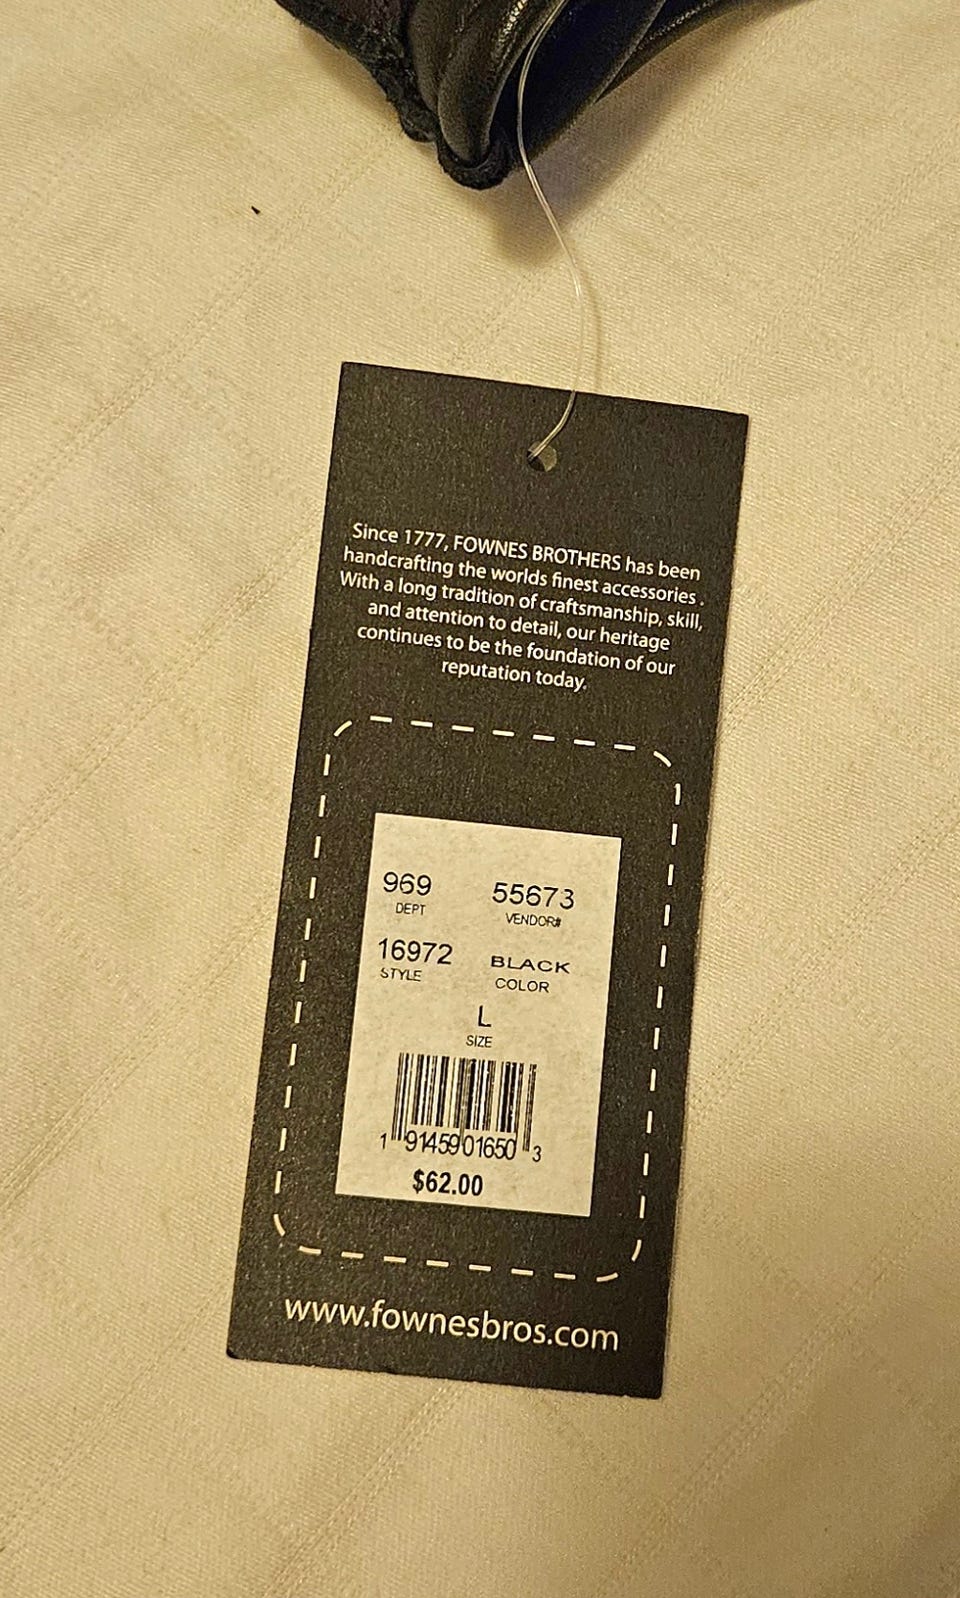 Since 1777, FOWNES BROTHERS has been
handcrafting the worlds finest accessories .
With a long tradition of craftsmanship, skill,
and attention to detail, our heritage
continues to be the foundation of our
reputation today.
969 55673
DEPT VENDOR#
16972 BLACK
STYLE COLOR
L
SIZE
1 91459 01650 3
$62.00
www.fownesbros.com